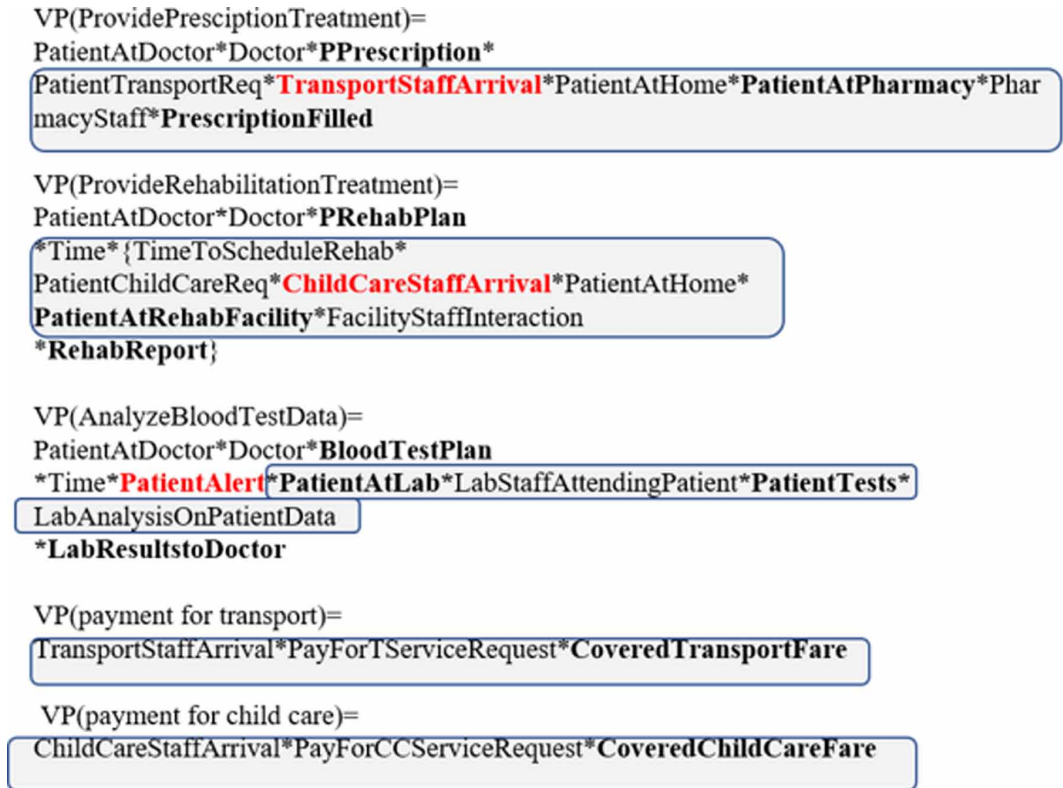 VP(ProvidePresciptionTreatment)=
PatientAtDoctor*Doctor*PPrescription*
PatientTransportReq*TransportStaffArrival*PatientAtHome*PatientAtPharmacy*Phar
macyStaff*PrescriptionFilled
VP(ProvideRehabilitationTreatment)=
PatientAtDoctor*Doctor*PRehabPlan
*Time*{TimeToScheduleRehab*
PatientChildCareReq*ChildCareStaffArrival*PatientAtHome*
PatientAtRehabFacility*FacilityStaffInteraction
*RehabReport}
VP(AnalyzeBloodTestData)=
PatientAtDoctor*Doctor*BloodTestPlan
*Time*PatientAlert*PatientAtLab*LabStaffAttendingPatient*PatientTests*
LabAnalysisOnPatientData
*LabResultstoDoctor
VP(payment for transport)=
TransportStaffArrival*PayForTServiceRequest*CoveredTransportFare
VP(payment for child care)=
ChildCareStaffArrival*PayForCCServiceRequest*CoveredChildCareFare